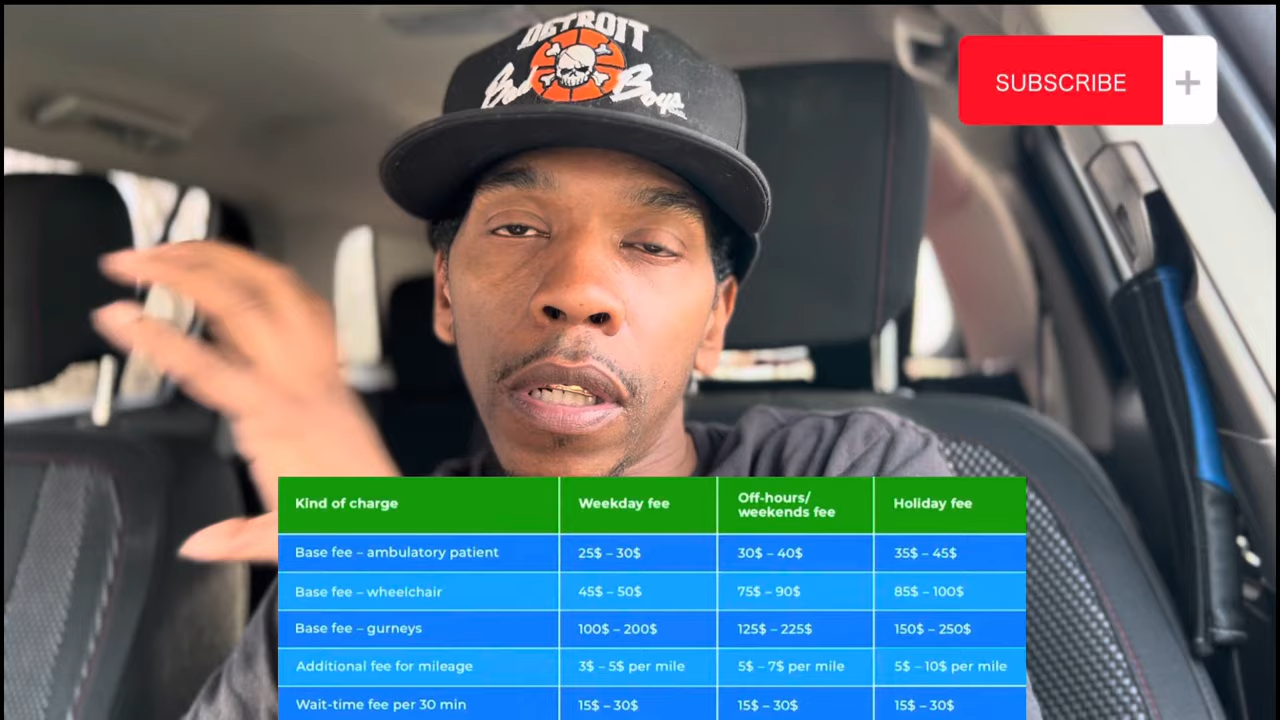 DETROIT
Bad Boys
SUBSCRIBE
+
Kind of charge
Weekday fee
Off-hours/
weekends fee
Holiday fee
Base fee – ambulatory patient
25$ – 30$
30$ – 40$
35$ – 45$
Base fee – wheelchair
45$ – 50$
75$ – 90$
85$ – 100$
Base fee – gurneys
100$ – 200$
125$ – 225$
150$ – 250$
Additional fee for mileage
3$ – 5$ per mile
5$ – 7$ per mile
5$ – 10$ per mile
Wait-time fee per 30 min
15$ – 30$
15$ – 30$
15$ – 30$